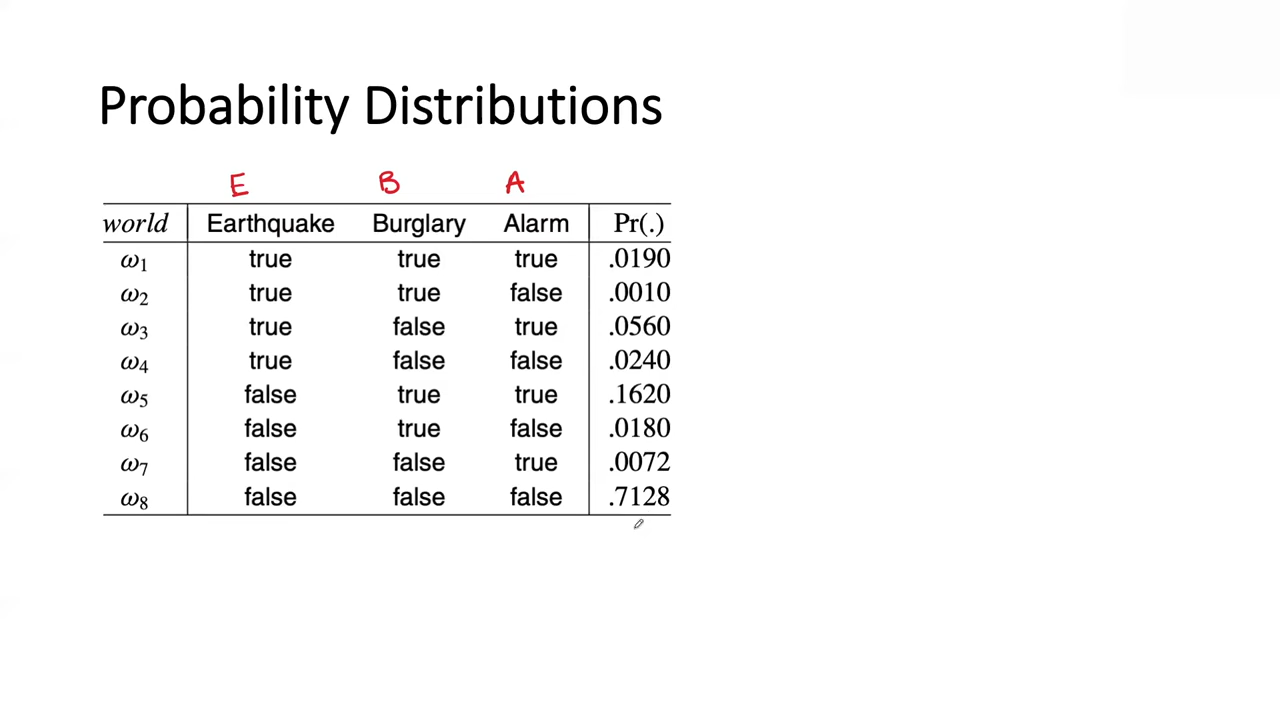 Probability Distributions
E B A
world Earthquake Burglary Alarm Pr(.)
ω1 true true true .0190
ω2 true true false .0010
ω3 true false true .0560
ω4 true false false .0240
ω5 false true true .1620
ω6 false true false .0180
ω7 false false true .0072
ω8 false false false .7128